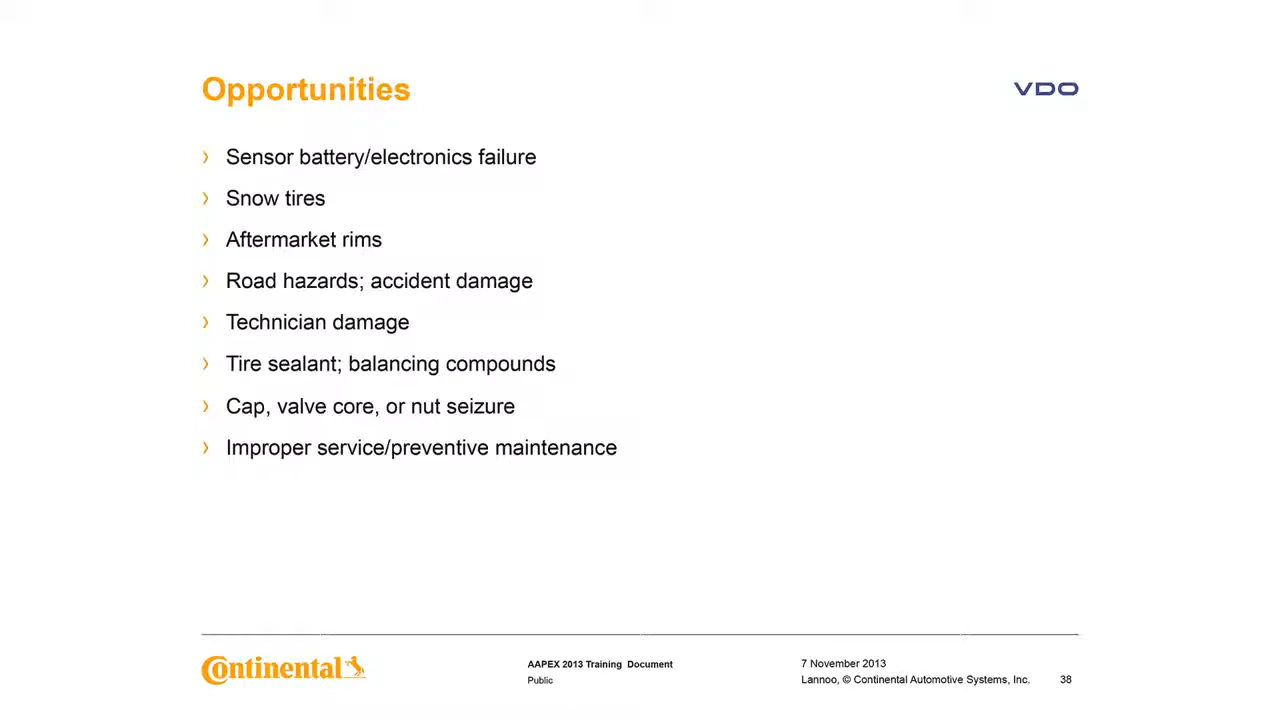 Opportunities
VDO
› Sensor battery/electronics failure
› Snow tires
› Aftermarket rims
› Road hazards; accident damage
› Technician damage
› Tire sealant; balancing compounds
› Cap, valve core, or nut seizure
› Improper service/preventive maintenance
Continental
AAPEX 2013 Training Document
Public
7 November 2013
Lannoo, © Continental Automotive Systems, Inc.
38